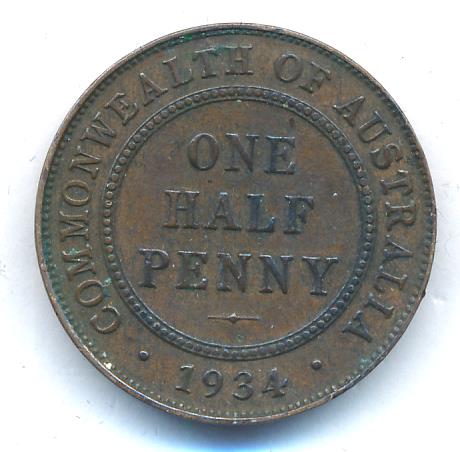 COMMONWEALTH OF AUSTRALIA
ONE
HALF
PENNY
· 1934 ·